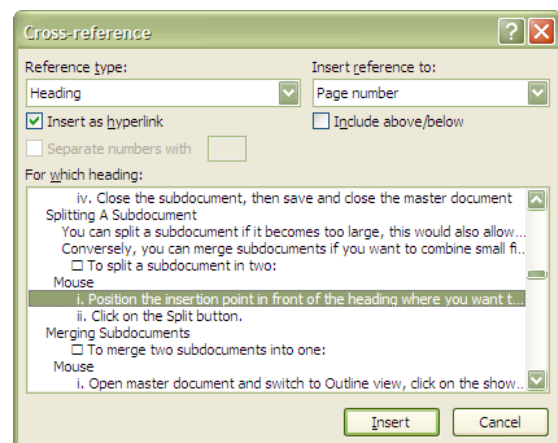 Cross-reference
Reference type:
Insert reference to:
Heading
Page number
Insert as hyperlink
Include above/below
Separate numbers with
For which heading:
iv. Close the subdocument, then save and close the master document
Splitting A Subdocument
You can split a subdocument if it becomes too large, this would also allow...
Conversely, you can merge subdocuments if you want to combine small fi...
To split a subdocument in two:
Mouse
i. Position the insertion point in front of the heading where you want t...
ii. Click on the Split button.
Merging Subdocuments
To merge two subdocuments into one:
Mouse
i. Open master document and switch to Outline view, click on the show...
Insert
Cancel